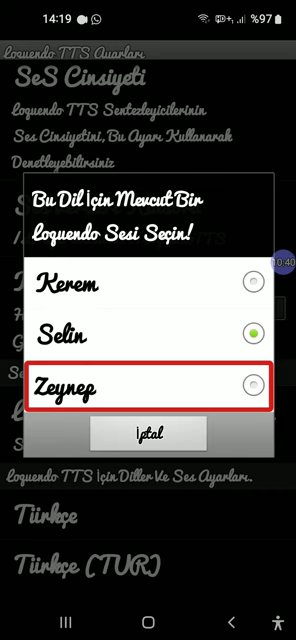 14:19
%97
Loquendo TTS Ayarları
SeS Cinsiyeti
Loquendo TTS Sentezleyicilerinin
Ses Cinsiyetini, Bu Ayarı Kullanarak
Denetleyebilirsiniz
Bu Dil İçin Mevcut Bir
Loquendo Sesi Seçin!
10:40
Kerem
Selin
Zeynep
İptal
Loquendo TTS İçin Diller Ve Ses Ayarları.
Türkçe
Türkçe (TUR)